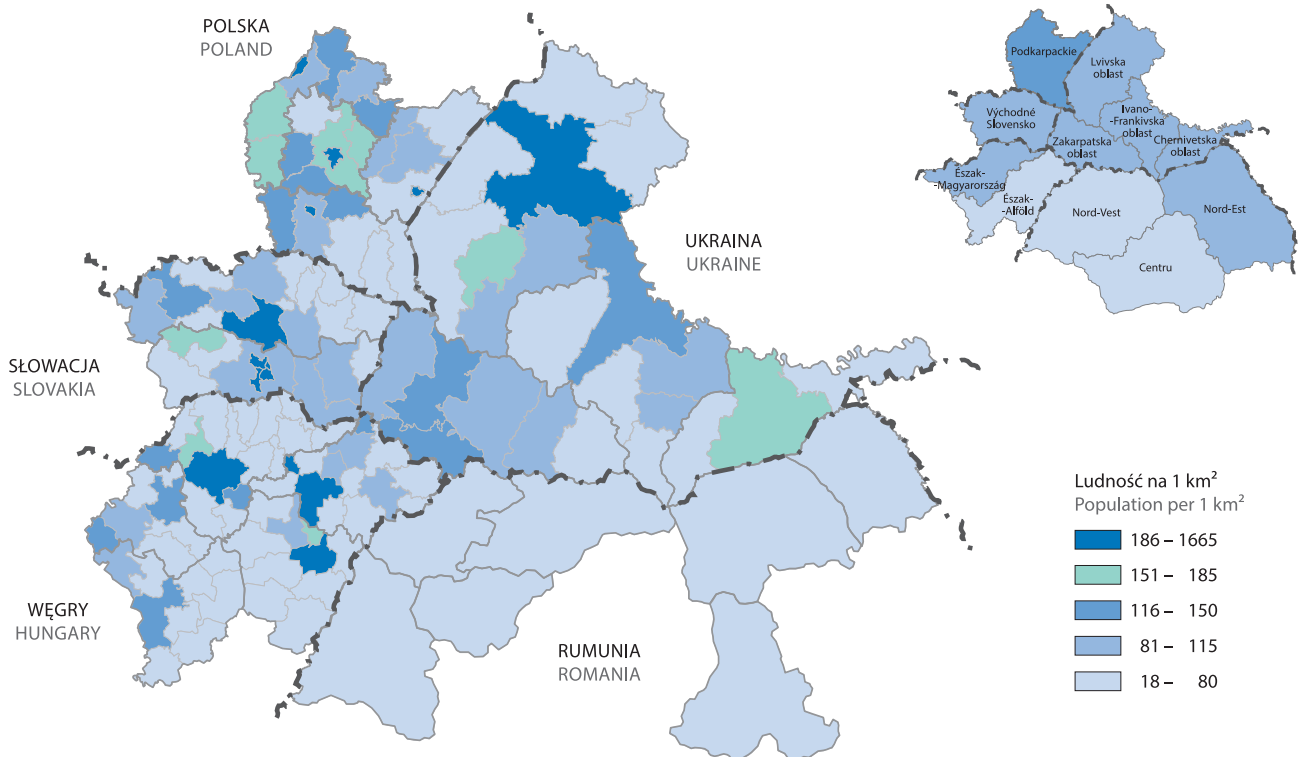 POLSKA
POLAND
UKRAINA
UKRAINE
SŁOWACJA
SLOVAKIA
WĘGRY
HUNGARY
RUMUNIA
ROMANIA
Podkarpackie
Lvivska
oblast
Východné
Slovensko
Ivano-
-Frankivska
oblast
Zakarpatska
oblast
Chernivetska
oblast
Észak-
-Magyarország
Észak-
-Alföld
Nord-Vest
Nord-Est
Centru
Ludność na 1 km²
Population per 1 km²
186 – 1665
151 – 185
116 – 150
81 – 115
18 – 80